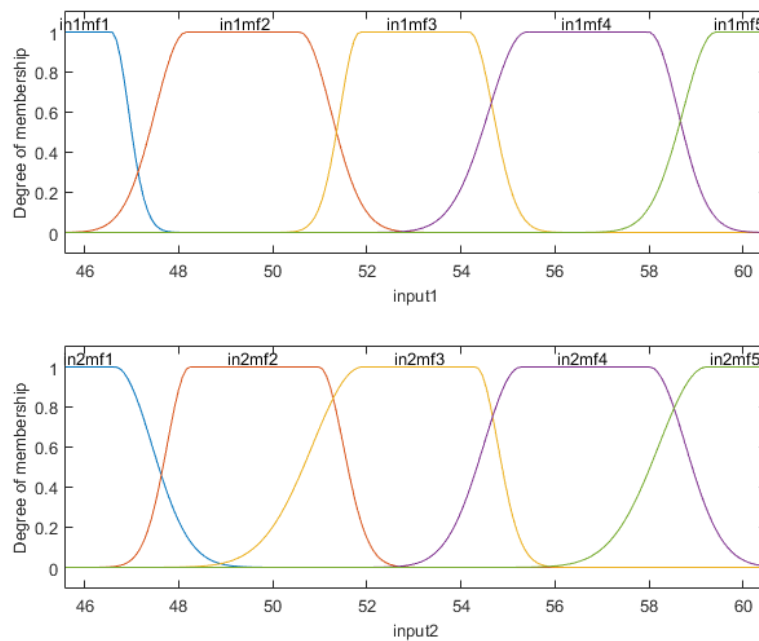 in1mf1 in1mf2 in1mf3 in1mf4 in1mf5
1
0.8
0.6
0.4
0.2
0
Degree of membership
46 48 50 52 54 56 58 60
input1
in2mf1 in2mf2 in2mf3 in2mf4 in2mf5
1
0.8
0.6
0.4
0.2
0
Degree of membership
46 48 50 52 54 56 58 60
input2